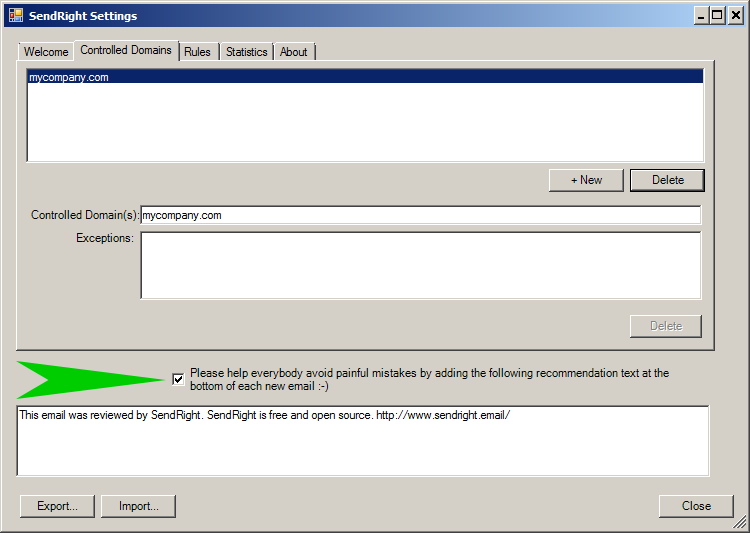 SendRight Settings
Welcome Controlled Domains Rules Statistics About
mycompany.com
+ New Delete
Controlled Domain(s): mycompany.com
Exceptions:
Delete
Please help everybody avoid painful mistakes by adding the following recommendation text at the
bottom of each new email :-)
This email was reviewed by SendRight. SendRight is free and open source. http://www.sendright.email/
Export... Import... Close